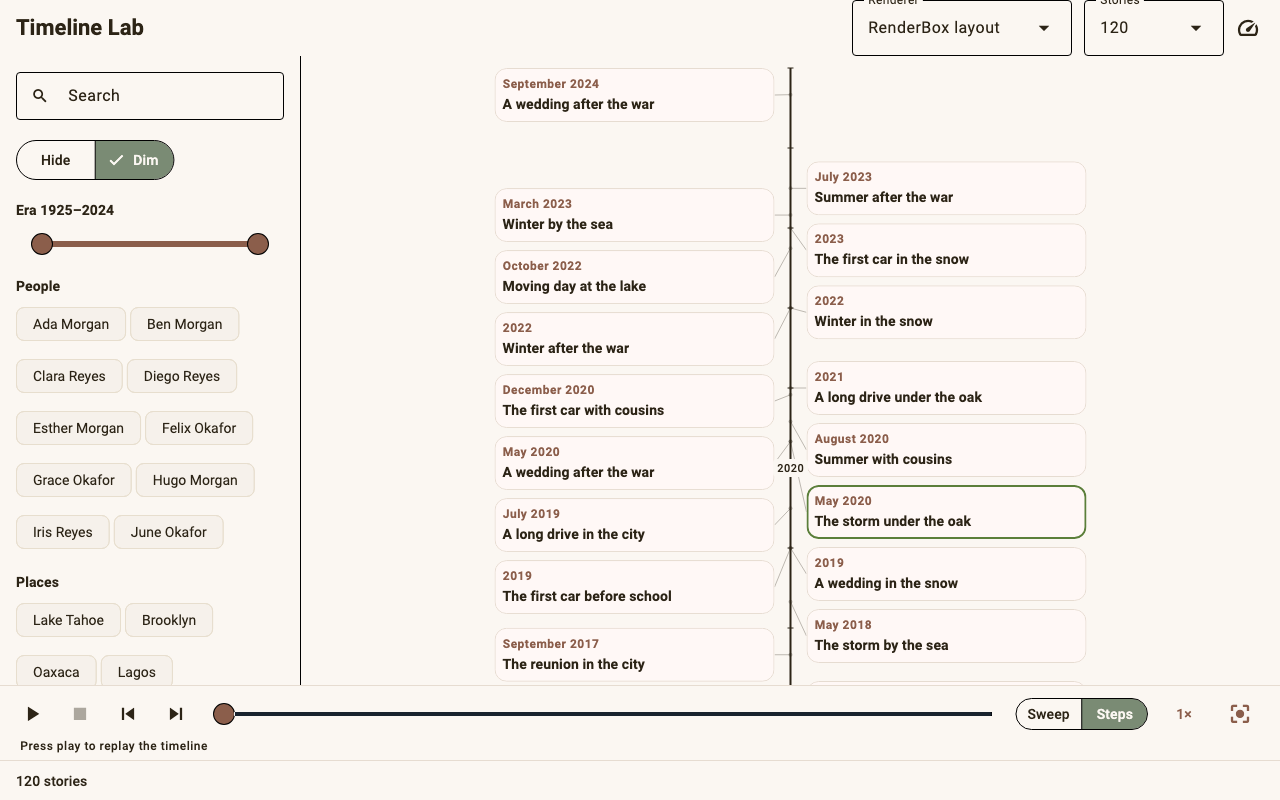 Timeline Lab
Renderer
RenderBox layout
Stories
120
Search
Hide
Dim
Era 1925–2024
People
Ada Morgan
Ben Morgan
Clara Reyes
Diego Reyes
Esther Morgan
Felix Okafor
Grace Okafor
Hugo Morgan
Iris Reyes
June Okafor
Places
Lake Tahoe
Brooklyn
Oaxaca
Lagos
September 2024
A wedding after the war
July 2023
Summer after the war
March 2023
Winter by the sea
2023
The first car in the snow
October 2022
Moving day at the lake
2022
Winter in the snow
2022
Winter after the war
2021
A long drive under the oak
December 2020
The first car with cousins
August 2020
Summer with cousins
May 2020
A wedding after the war
2020
May 2020
The storm under the oak
July 2019
A long drive in the city
2019
A wedding in the snow
2019
The first car before school
May 2018
The storm by the sea
September 2017
The reunion in the city
Sweep
Steps
1×
Press play to replay the timeline
120 stories